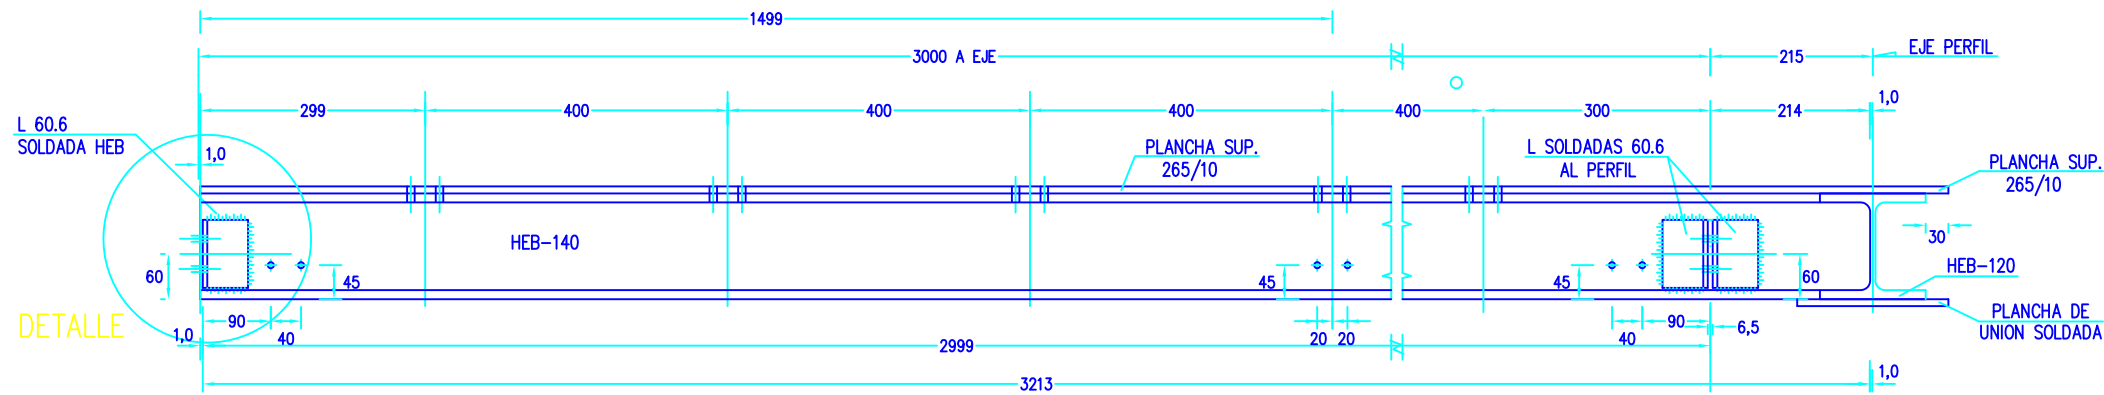 1499
3000 A EJE
215
EJE PERFIL
299
400
400
400
400
300
214
1,0
L 60.6
SOLDADA HEB
1,0
PLANCHA SUP.
265/10
L SOLDADAS 60.6
AL PERFIL
PLANCHA SUP.
265/10
HEB-140
30
HEB-120
60
45
45
45
60
PLANCHA DE
UNION SOLDADA
DETALLE
1,0
90
40
20
20
40
90
6,5
2999
3213
1,0